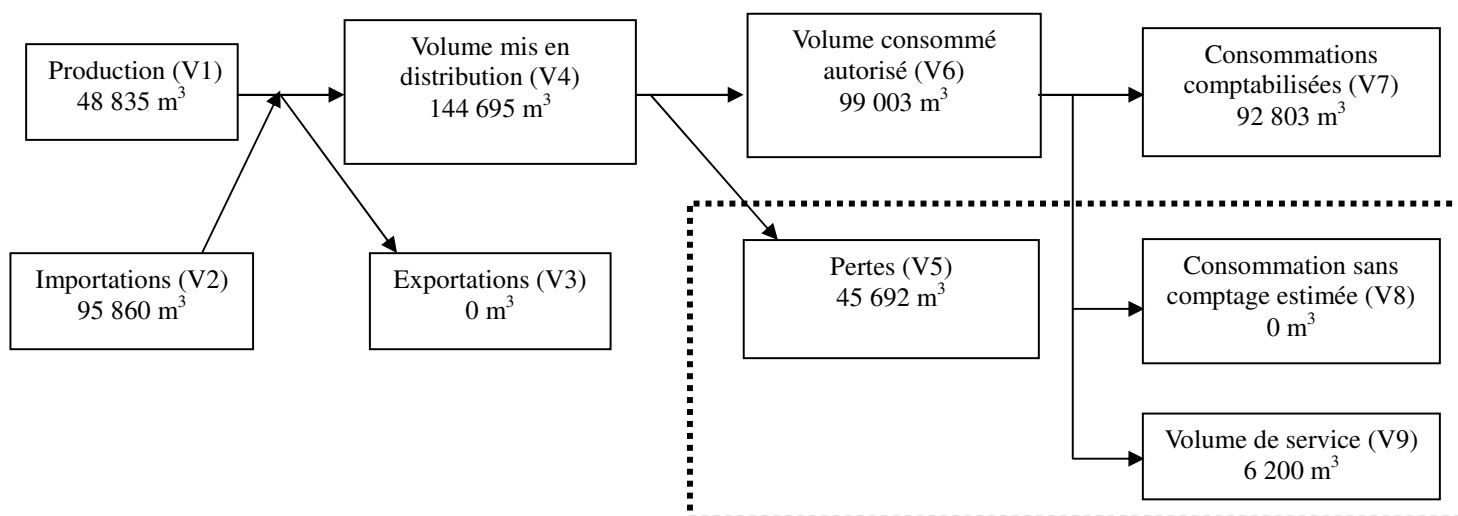 Production (V1)
48 835 m³
Volume mis en
distribution (V4)
144 695 m³
Volume consommé
autorisé (V6)
99 003 m³
Consommations
comptabilisées (V7)
92 803 m³
Importations (V2)
95 860 m³
Exportations (V3)
0 m³
Pertes (V5)
45 692 m³
Consommation sans
comptage estimée (V8)
0 m³
Volume de service (V9)
6 200 m³